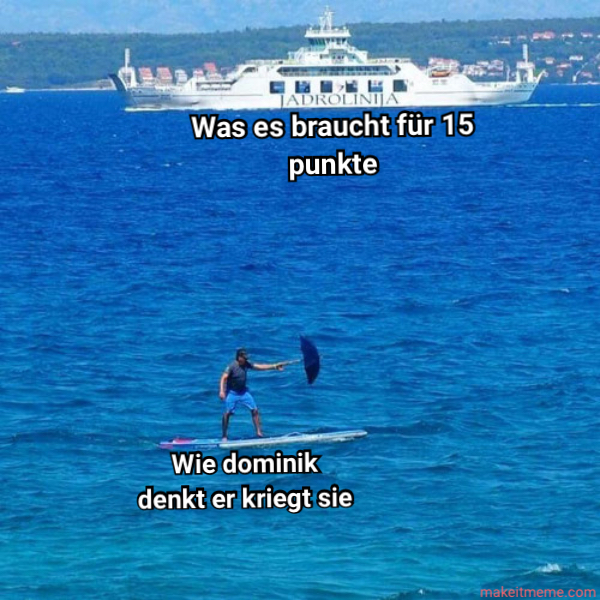 JADROLINIJA
Was es braucht für 15
punkte
Wie dominik
denkt er kriegt sie
makeitmeme.com